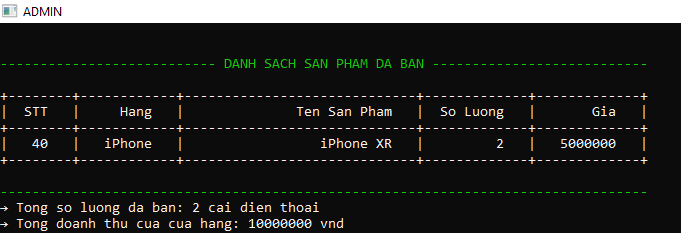 ADMIN
--------------------------- DANH SACH SAN PHAM DA BAN ---------------------------
+--------+------------+-----------------------------+-------------+-------------+
| STT | Hang | Ten San Pham | So Luong | Gia |
+--------+------------+-----------------------------+-------------+-------------+
| 40 | iPhone | iPhone XR | 2 | 5000000 |
+--------+------------+-----------------------------+-------------+-------------+
---------------------------------------------------------------------------------
→ Tong so luong da ban: 2 cai dien thoai
→ Tong doanh thu cua cua hang: 10000000 vnd